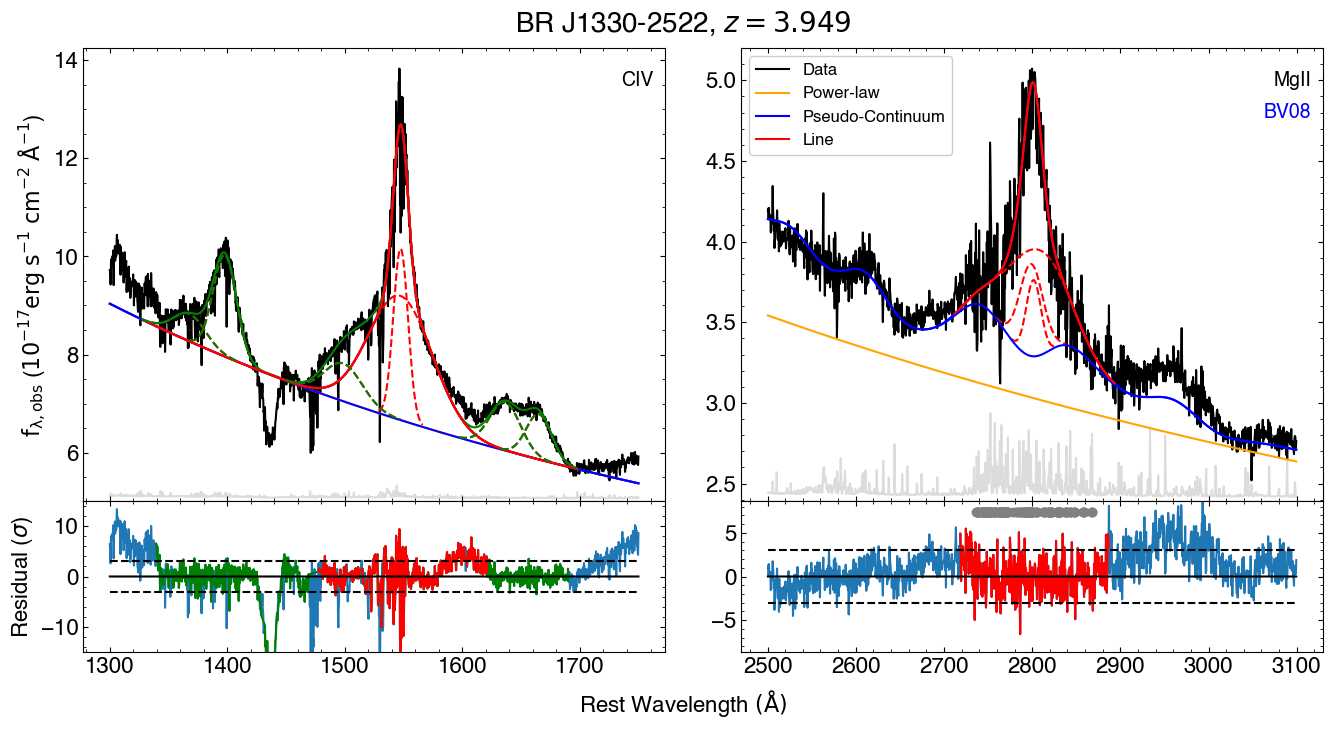 BR J1330-2522, z = 3.949
CIV
14
12
10
8
6
f_λ,obs (10⁻¹⁷erg s⁻¹ cm⁻² Å⁻¹)
10
0
−10
Residual (σ)
1300 1400 1500 1600 1700
Data
Power-law
Pseudo-Continuum
Line
MgII
BV08
5.0
4.5
4.0
3.5
3.0
2.5
5
0
−5
2500 2600 2700 2800 2900 3000 3100
Rest Wavelength (Å)